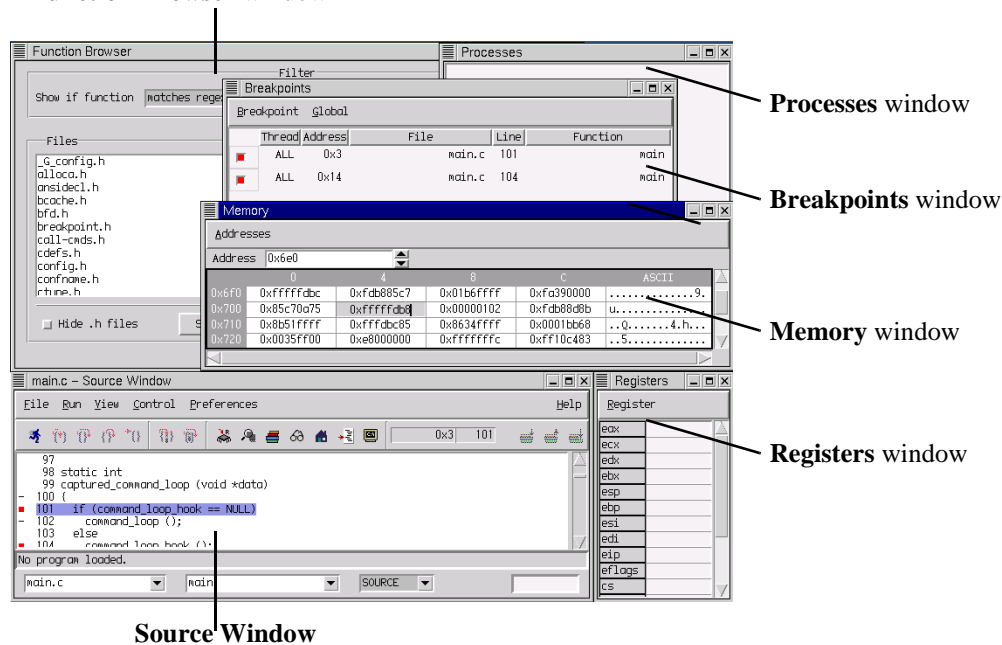 Function Browser
Processes
Filter
Show if function matches rege
Breakpoints
Breakpoint Global
Processes window
Files
Thread Address File Line Function
ALL 0x3 main.c 101 main
ALL 0x14 main.c 104 main
Breakpoints window
_G_config.h
alloca.h
ansidecl.h
bcache.h
bfd.h
breakpoint.h
call-cmds.h
cdefs.h
config.h
confname.h
ctype.h
Hide .h files
S
Memory
Addresses
Address 0x6e0
0 4 8 C ASCII
0x6f0 0xfffffdbc 0xfdb885c7 0x01b6ffff 0xfa390000 ..............9.
0x700 0x85c70a75 0xfffffdb8 0x00000102 0xfdb88d8b u...............
0x710 0x8b51ffff 0xfffdbc85 0x8634ffff 0x0001bb68 ..Q.......4.h...
0x720 0x0035ff00 0xe8000000 0xfffffffc 0xff10c483 ..5.............
Memory window
main.c – Source Window
File Run View Control Preferences Help
0x3 101
97
98 static int
99 captured_command_loop (void *data)
– 100 {
101 if (command_loop_hook == NULL)
– 102 command_loop ();
103 else
104 command_loop_hook ();
No program loaded.
main.c main SOURCE
Registers
Register
eax
ecx
edx
ebx
esp
ebp
esi
edi
eip
eflags
cs
Registers window
Source Window